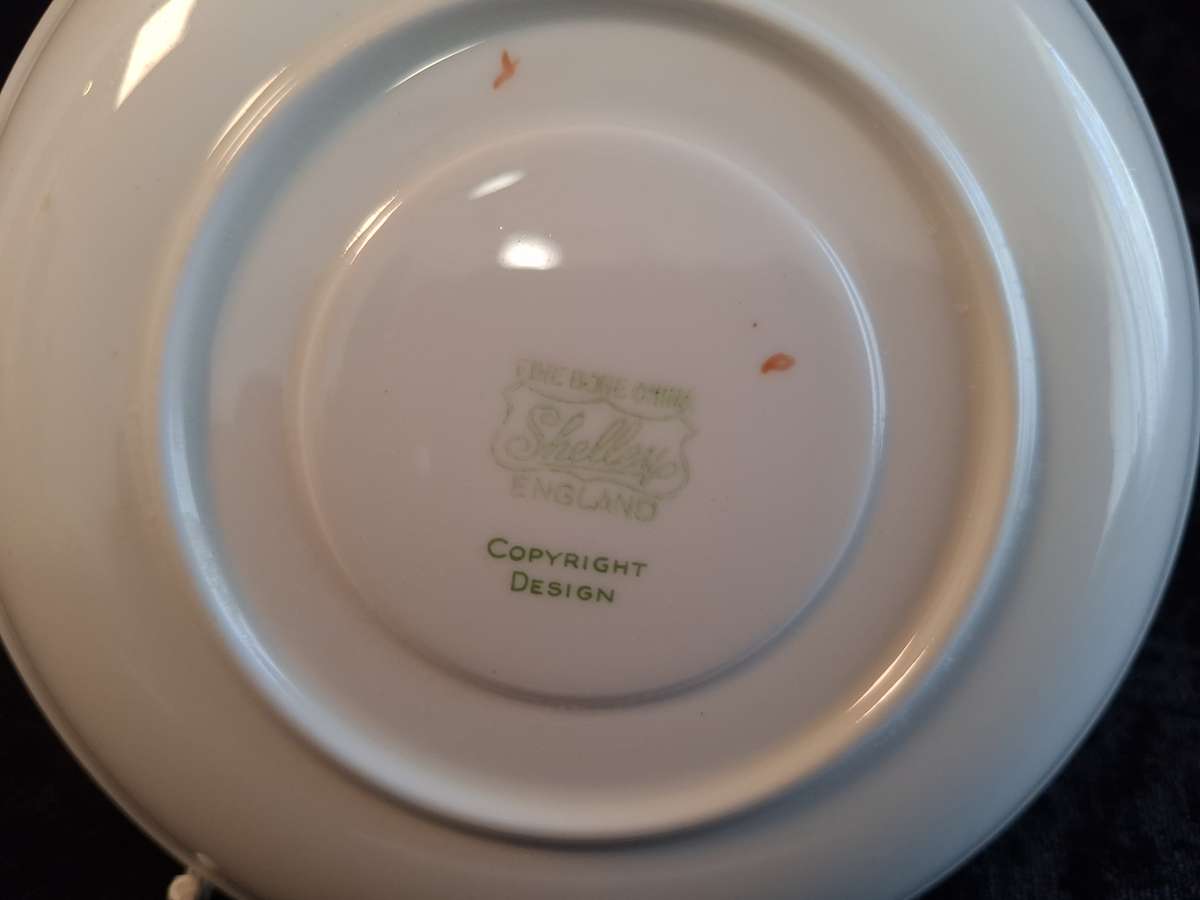 FINE BONE CHINA
Shelley
ENGLAND
COPYRIGHT
DESIGN